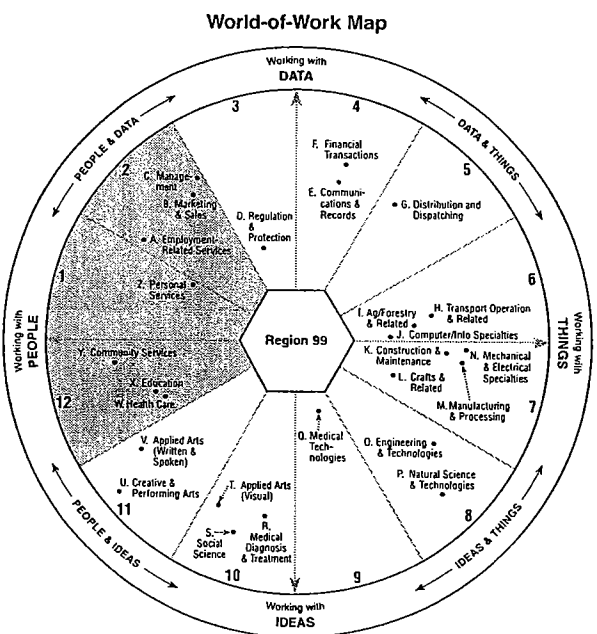 World-of-Work Map
Working with
DATA
PEOPLE & DATA
DATA & THINGS
3
4
2
5
1
6
12
7
11
8
10
9
F. Financial
Transactions
E. Communi-
cations &
Records
C. Manage-
ment
B. Marketing
& Sales
D. Regulation
&
Protection
G. Distribution and
Dispatching
A. Employment-
Related Services
Z. Personal
Services
Working with
PEOPLE
Region 99
I. Ag/Forestry
& Related
H. Transport Operation
& Related
J. Computer/Info Specialties
Working with
THINGS
Y. Community Services
X. Education
W. Health Care
K. Construction &
Maintenance
L. Crafts &
Related
N. Mechanical
& Electrical
Specialties
M. Manufacturing
& Processing
V. Applied Arts
(Written &
Spoken)
U. Creative &
Performing Arts
T. Applied Arts
(Visual)
S.
Social
Science
R.
Medical
Diagnosis
& Treatment
Q. Medical
Tech-
nologies
O. Engineering
& Technologies
P. Natural Science
& Technologies
PEOPLE & IDEAS
IDEAS & THINGS
Working with
IDEAS